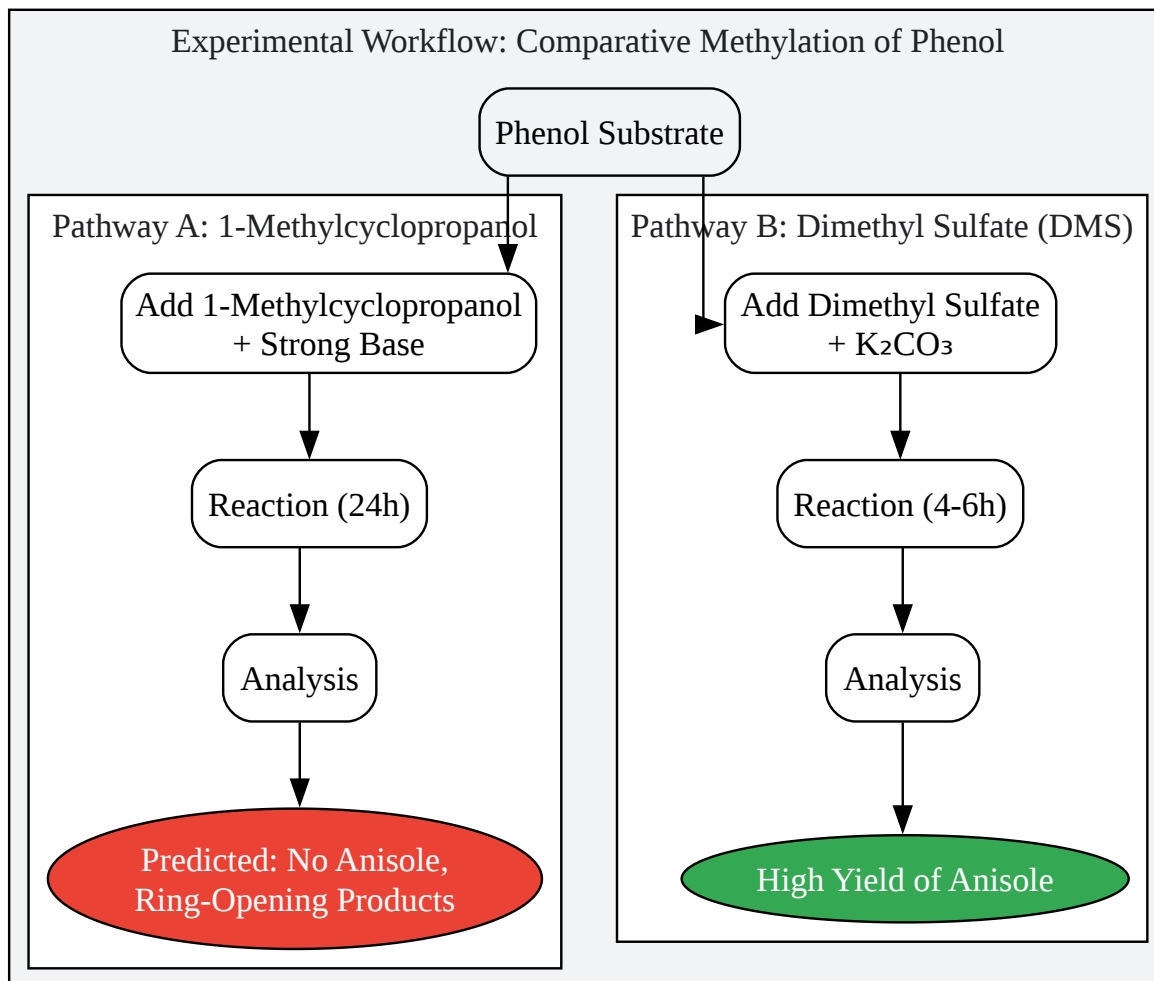 Experimental Workflow: Comparative Methylation of Phenol
Phenol Substrate
Pathway A: 1-Methylcyclopropanol
Add 1-Methylcyclopropanol
+ Strong Base
Reaction (24h)
Analysis
Predicted: No Anisole,
Ring-Opening Products
Pathway B: Dimethyl Sulfate (DMS)
Add Dimethyl Sulfate
+ K₂CO₃
Reaction (4-6h)
Analysis
High Yield of Anisole